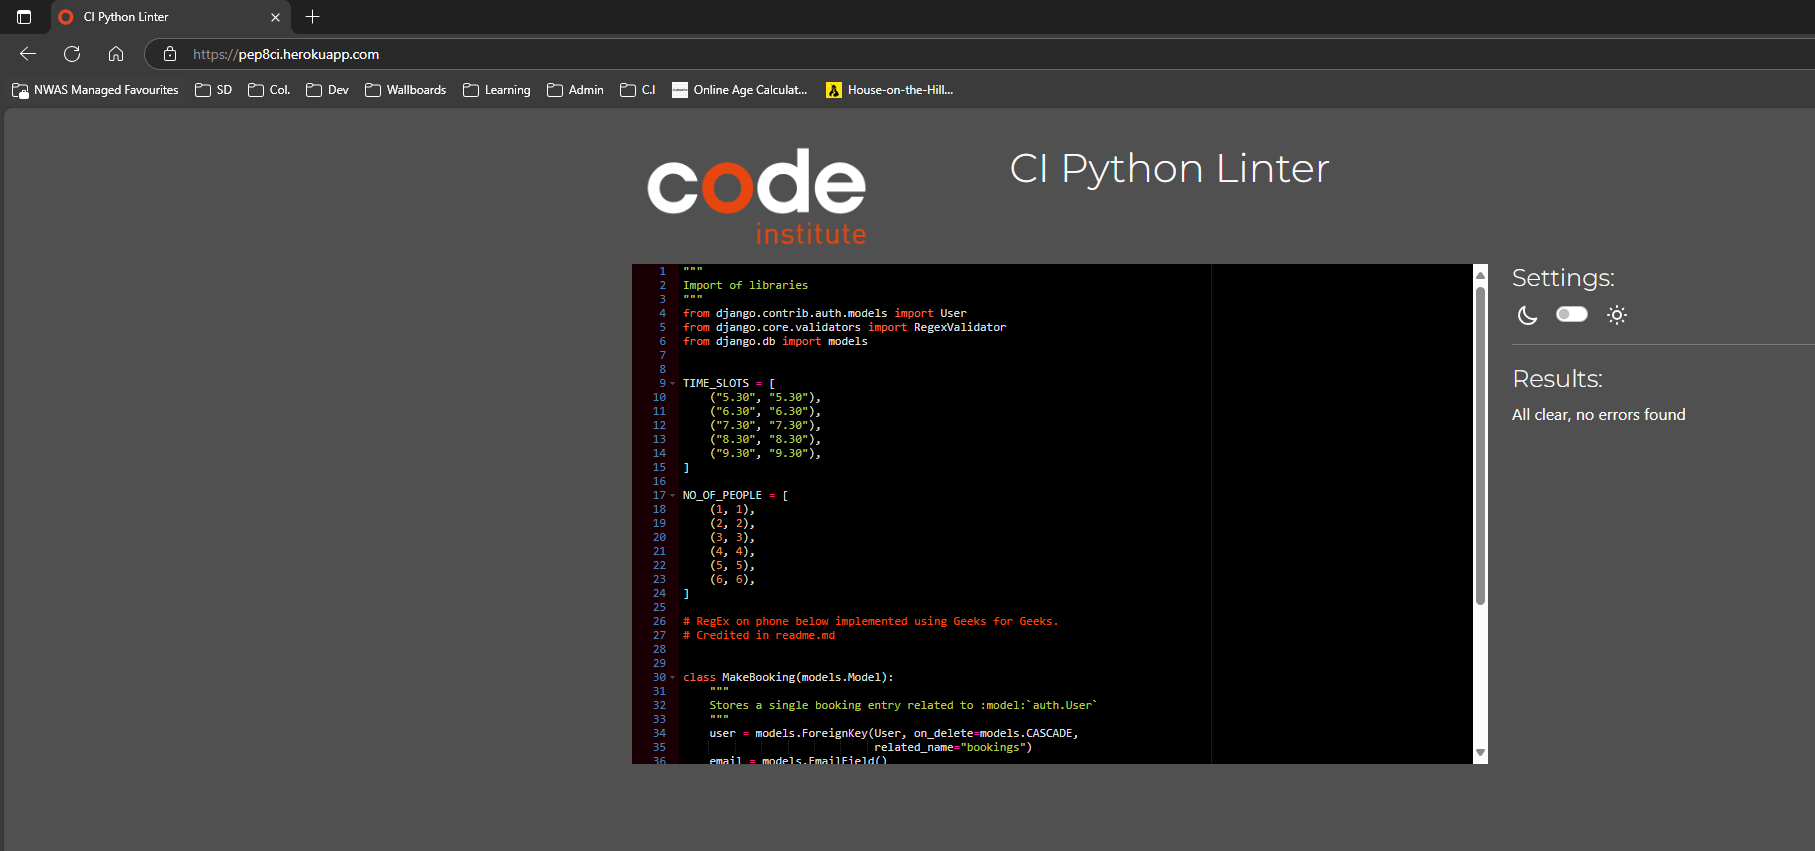 CI Python Linter
https://pep8ci.herokuapp.com
NWAS Managed Favourites SD Col. Dev Wallboards Learning Admin C.I Online Age Calculat... House-on-the-Hill...
code
institute
CI Python Linter
1 """
2 Import of libraries
3 """
4 from django.contrib.auth.models import User
5 from django.core.validators import RegexValidator
6 from django.db import models
7
8
9 TIME_SLOTS = [
10     ("5.30", "5.30"),
11     ("6.30", "6.30"),
12     ("7.30", "7.30"),
13     ("8.30", "8.30"),
14     ("9.30", "9.30"),
15 ]
16
17 NO_OF_PEOPLE = [
18     (1, 1),
19     (2, 2),
20     (3, 3),
21     (4, 4),
22     (5, 5),
23     (6, 6),
24 ]
25
26 # RegEx on phone below implemented using Geeks for Geeks.
27 # Credited in readme.md
28
29
30 class MakeBooking(models.Model):
31     """
32     Stores a single booking entry related to :model:`auth.User`
33     """
34     user = models.ForeignKey(User, on_delete=models.CASCADE,
35                              related_name="bookings")
36     email = models.EmailField()
Settings:
Results:
All clear, no errors found